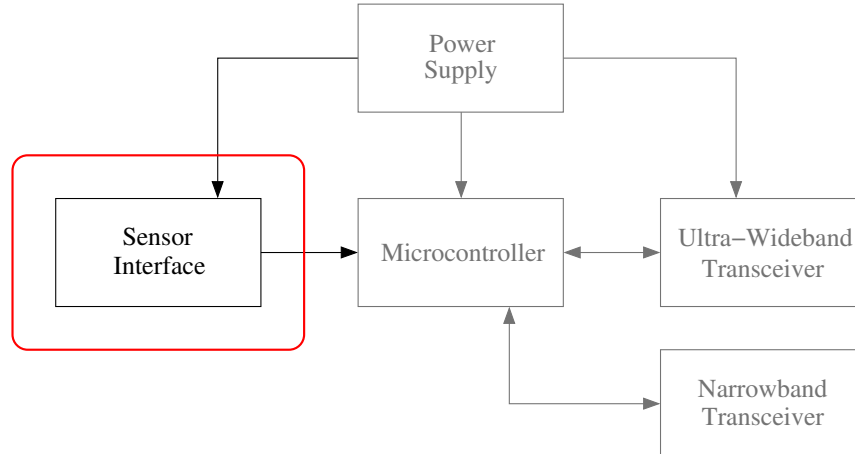 Power
Supply
Sensor
Interface
Microcontroller
Ultra−Wideband
Transceiver
Narrowband
Transceiver